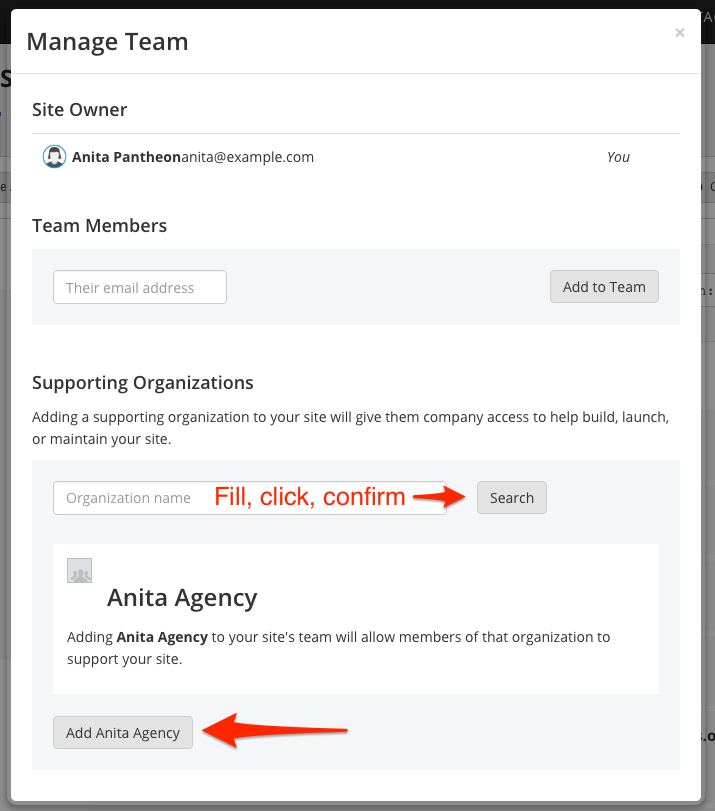 Manage Team
×
Site Owner
Anita Pantheonanita@example.com You
Team Members
Their email address Add to Team
Supporting Organizations
Adding a supporting organization to your site will give them company access to help build, launch,
or maintain your site.
Organization name Fill, click, confirm Search
Anita Agency
Adding Anita Agency to your site's team will allow members of that organization to
support your site.
Add Anita Agency